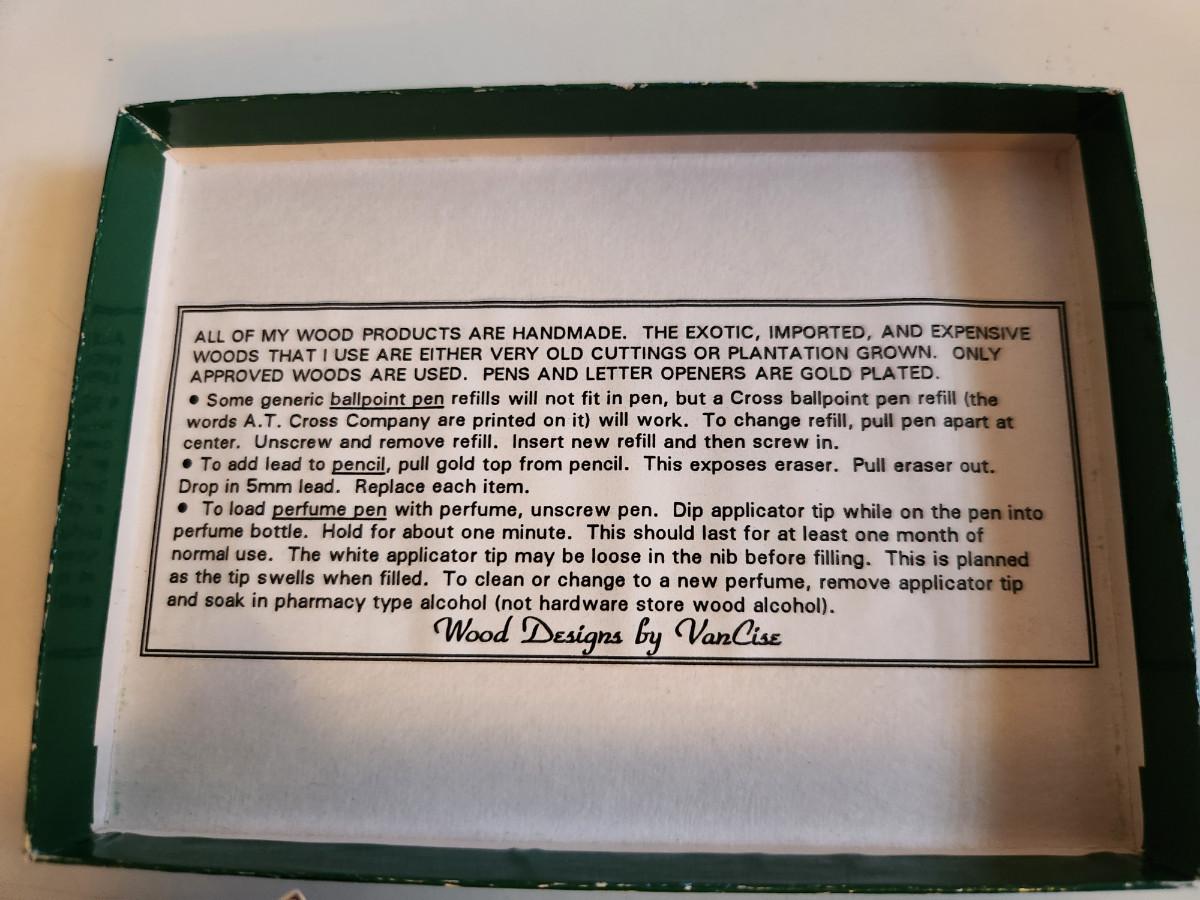 ALL OF MY WOOD PRODUCTS ARE HANDMADE. THE EXOTIC, IMPORTED, AND EXPENSIVE
WOODS THAT I USE ARE EITHER VERY OLD CUTTINGS OR PLANTATION GROWN. ONLY
APPROVED WOODS ARE USED. PENS AND LETTER OPENERS ARE GOLD PLATED.
• Some generic ballpoint pen refills will not fit in pen, but a Cross ballpoint pen refill (the
words A.T. Cross Company are printed on it) will work. To change refill, pull pen apart at
center. Unscrew and remove refill. Insert new refill and then screw in.
• To add lead to pencil, pull gold top from pencil. This exposes eraser. Pull eraser out.
Drop in 5mm lead. Replace each item.
• To load perfume pen with perfume, unscrew pen. Dip applicator tip while on the pen into
perfume bottle. Hold for about one minute. This should last for at least one month of
normal use. The white applicator tip may be loose in the nib before filling. This is planned
as the tip swells when filled. To clean or change to a new perfume, remove applicator tip
and soak in pharmacy type alcohol (not hardware store wood alcohol).
Wood Designs by VanCise